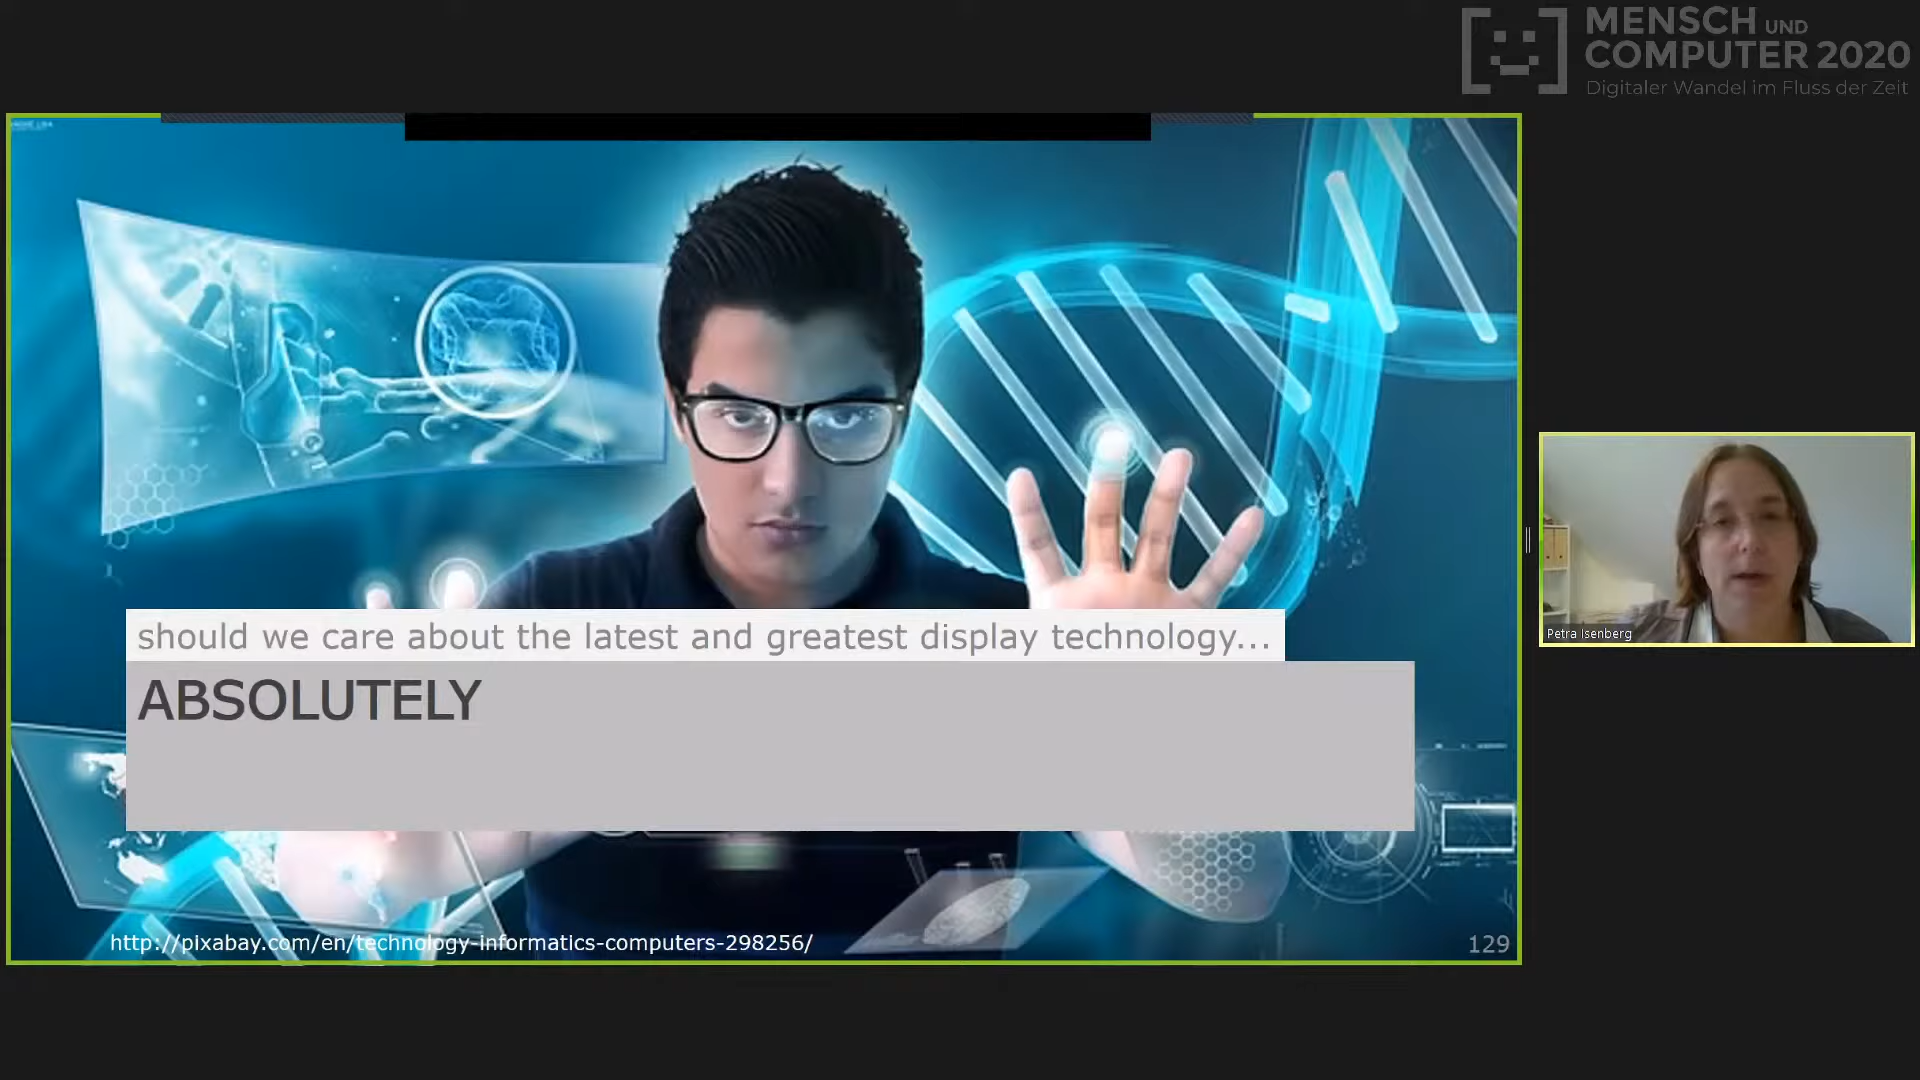 MENSCH UND
COMPUTER 2020
Digitaler Wandel im Fluss der Zeit
should we care about the latest and greatest display technology...
ABSOLUTELY
Petra Isenberg
http://pixabay.com/en/technology-informatics-computers-298256/
129